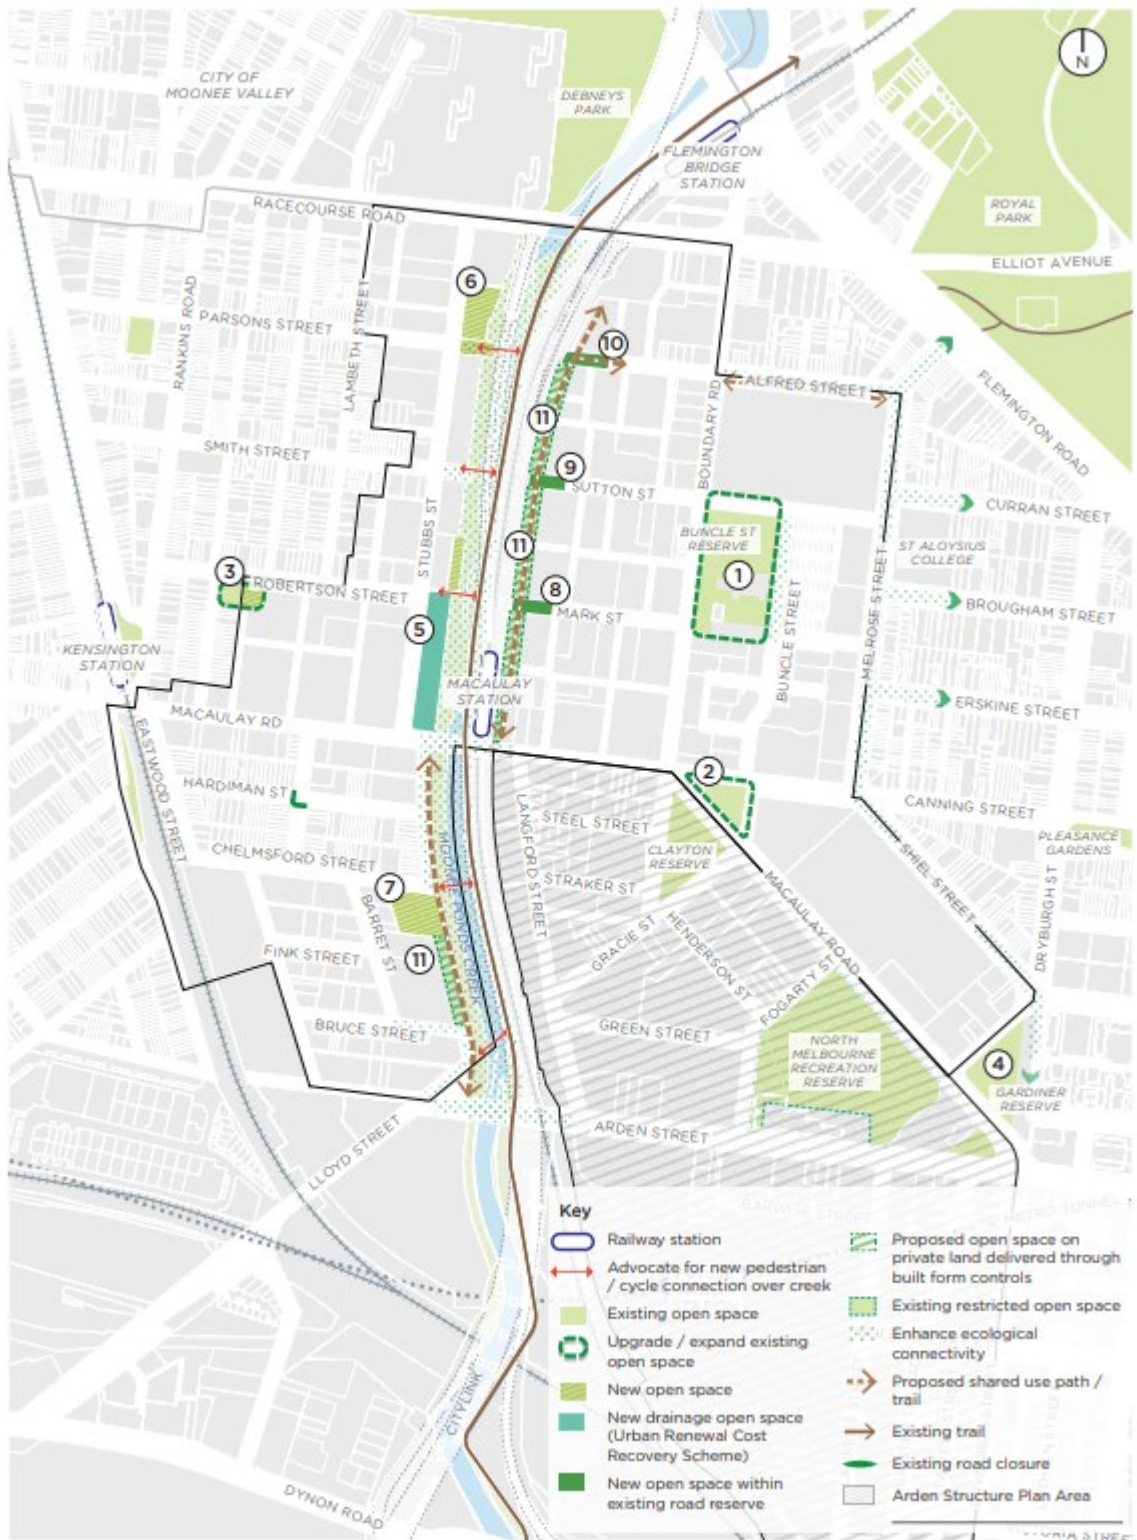 CITY OF
MOONEE VALLEY
DEBNEYS
PARK
N
FLEMINGTON
BRIDGE
STATION
ROYAL
PARK
RACECOURSE ROAD
ELLIOT AVENUE
6
RANKINS ROAD
PARSONS STREET
LAMBETH STREET
10
ALFRED STREET
FLEMINGTON ROAD
11
BOUNDARY RD
SMITH STREET
9
SUTTON ST
CURRAN STREET
STUBBS ST
11
BUNCLE ST
RESERVE
ST ALOYSIUS
COLLEGE
1
3
ROBERTSON STREET
8
MARK ST
BUNCLE STREET
MELROSE STREET
BROUGHAM STREET
5
KENSINGTON
STATION
MACAULAY
STATION
ERSKINE STREET
MACAULAY RD
EASTWOOD STREET
2
HARDIMAN ST
LANGFORD STREET
STEEL STREET
CANNING STREET
CLAYTON
RESERVE
PLEASANCE
GARDENS
CHELMSFORD STREET
MOONEE PONDS CREEK
SHIEL STREET
7
STRAKER ST
MACAULAY ROAD
BARRET ST
GRACIE ST
HENDERSON ST
DRYBURGH ST
FINK STREET
11
FOGARTY ST
BRUCE STREET
GREEN STREET
NORTH
MELBOURNE
RECREATION
RESERVE
4
GARDINER
RESERVE
LLOYD STREET
ARDEN STREET
BARWISE STREET
METRO TUNNEL
CITYLINK
DYNON ROAD
Key
Railway station
Advocate for new pedestrian
/ cycle connection over creek
Existing open space
Upgrade / expand existing
open space
New open space
New drainage open space
(Urban Renewal Cost
Recovery Scheme)
New open space within
existing road reserve
Proposed open space on
private land delivered through
built form controls
Existing restricted open space
Enhance ecological
connectivity
Proposed shared use path /
trail
Existing trail
Existing road closure
Arden Structure Plan Area